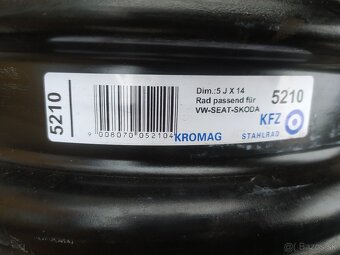 5210
9 008070 052104
Dim.:5 J X 14
Rad passend für
VW-SEAT-SKODA
5210
KROMAG
KFZ
STAHLRAD